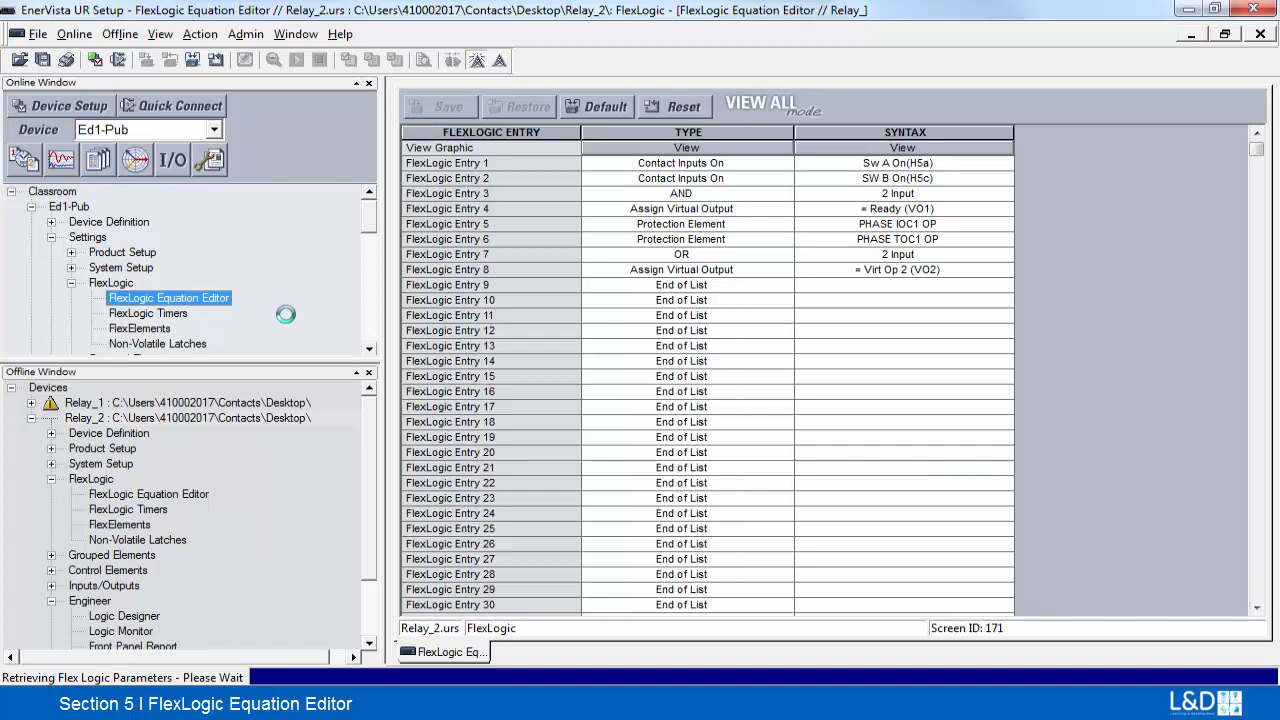 EnerVista UR Setup - FlexLogic Equation Editor // Relay_2.urs : C:\Users\410002017\Contacts\Desktop\Relay_2\: FlexLogic - [FlexLogic Equation Editor // Relay_]
File Online Offline View Action Admin Window Help
Online Window
Device Setup Quick Connect
Device Ed1-Pub
I/O
Classroom
Ed1-Pub
Device Definition
Settings
Product Setup
System Setup
FlexLogic
FlexLogic Equation Editor
FlexLogic Timers
FlexElements
Non-Volatile Latches
Offline Window
Devices
Relay_1 : C:\Users\410002017\Contacts\Desktop\
Relay_2 : C:\Users\410002017\Contacts\Desktop\
Device Definition
Product Setup
System Setup
FlexLogic
FlexLogic Equation Editor
FlexLogic Timers
FlexElements
Non-Volatile Latches
Grouped Elements
Control Elements
Inputs/Outputs
Engineer
Logic Designer
Logic Monitor
Front Panel Report
Save Restore Default Reset VIEW ALL mode
FLEXLOGIC ENTRY TYPE SYNTAX
View Graphic View View
FlexLogic Entry 1 Contact Inputs On Sw A On(H5a)
FlexLogic Entry 2 Contact Inputs On SW B On(H5c)
FlexLogic Entry 3 AND 2 Input
FlexLogic Entry 4 Assign Virtual Output = Ready (VO1)
FlexLogic Entry 5 Protection Element PHASE IOC1 OP
FlexLogic Entry 6 Protection Element PHASE TOC1 OP
FlexLogic Entry 7 OR 2 Input
FlexLogic Entry 8 Assign Virtual Output = Virt Op 2 (VO2)
FlexLogic Entry 9 End of List
FlexLogic Entry 10 End of List
FlexLogic Entry 11 End of List
FlexLogic Entry 12 End of List
FlexLogic Entry 13 End of List
FlexLogic Entry 14 End of List
FlexLogic Entry 15 End of List
FlexLogic Entry 16 End of List
FlexLogic Entry 17 End of List
FlexLogic Entry 18 End of List
FlexLogic Entry 19 End of List
FlexLogic Entry 20 End of List
FlexLogic Entry 21 End of List
FlexLogic Entry 22 End of List
FlexLogic Entry 23 End of List
FlexLogic Entry 24 End of List
FlexLogic Entry 25 End of List
FlexLogic Entry 26 End of List
FlexLogic Entry 27 End of List
FlexLogic Entry 28 End of List
FlexLogic Entry 29 End of List
FlexLogic Entry 30 End of List
Relay_2.urs FlexLogic Screen ID: 171
FlexLogic Eq...
Retrieving Flex Logic Parameters - Please Wait
Section 5 I FlexLogic Equation Editor
L&D